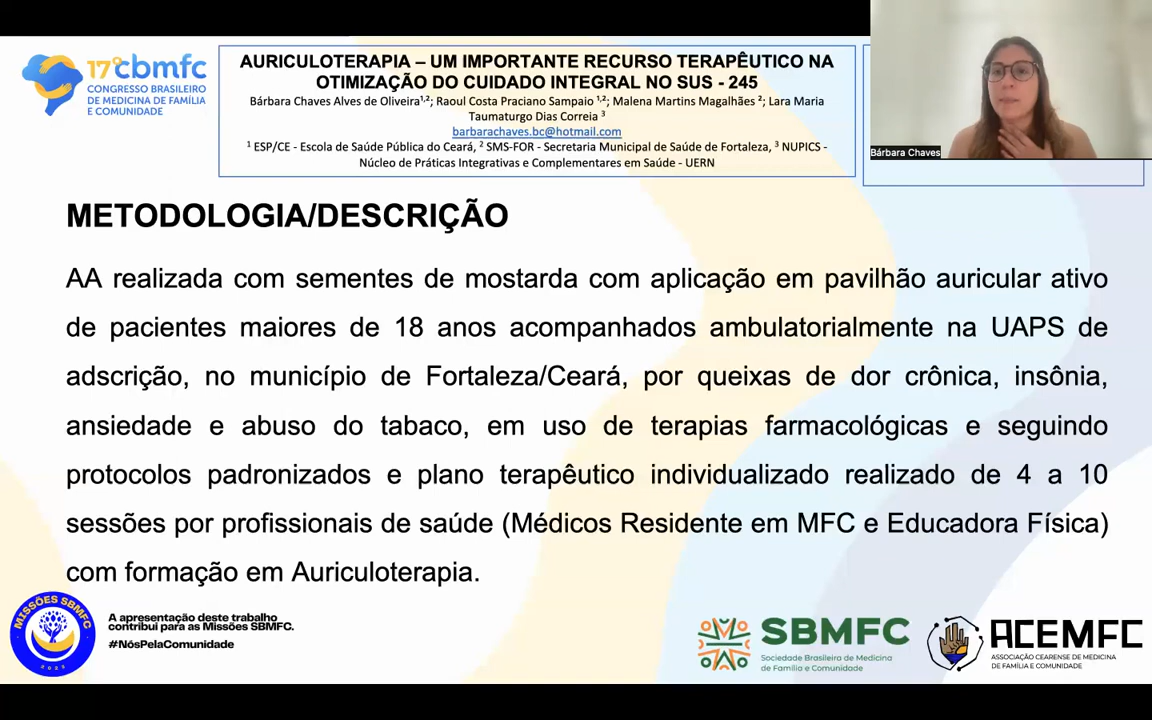 17º cbmfc
CONGRESSO BRASILEIRO
DE MEDICINA DE FAMÍLIA
E COMUNIDADE
AURICULOTERAPIA – UM IMPORTANTE RECURSO TERAPÊUTICO NA
OTIMIZAÇÃO DO CUIDADO INTEGRAL NO SUS - 245
Bárbara Chaves Alves de Oliveira¹,²; Raoul Costa Praciano Sampaio ¹,²; Malena Martins Magalhães ²; Lara Maria
Taumaturgo Dias Correia ³
barbarachaves.bc@hotmail.com
¹ ESP/CE - Escola de Saúde Pública do Ceará, ² SMS-FOR - Secretaria Municipal de Saúde de Fortaleza, ³ NUPICS -
Núcleo de Práticas Integrativas e Complementares em Saúde - UERN
Bárbara Chaves
METODOLOGIA/DESCRIÇÃO
AA realizada com sementes de mostarda com aplicação em pavilhão auricular ativo
de pacientes maiores de 18 anos acompanhados ambulatorialmente na UAPS de
adscrição, no município de Fortaleza/Ceará, por queixas de dor crônica, insônia,
ansiedade e abuso do tabaco, em uso de terapias farmacológicas e seguindo
protocolos padronizados e plano terapêutico individualizado realizado de 4 a 10
sessões por profissionais de saúde (Médicos Residente em MFC e Educadora Física)
com formação em Auriculoterapia.
MISSÕES SBMFC
2023
A apresentação deste trabalho
contribui para as Missões SBMFC.
#NósPelaComunidade
SBMFC
Sociedade Brasileira de Medicina
de Família e Comunidade
ACEMFC
ASSOCIAÇÃO CEARENSE DE MEDICINA
DE FAMÍLIA E COMUNIDADE